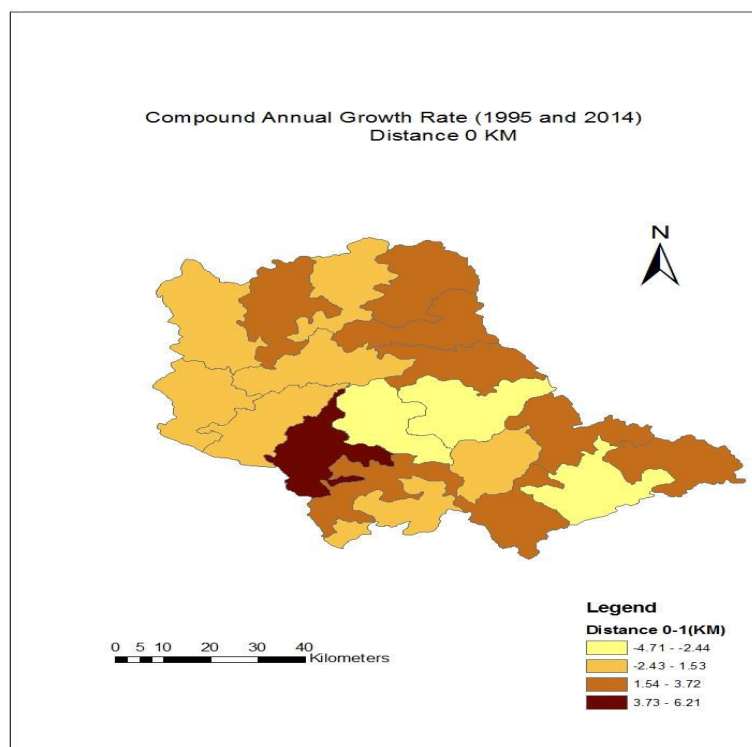 Compound Annual Growth Rate (1995 and 2014)
Distance 0 KM
N
Legend
Distance 0-1(KM)
-4.71 - -2.44
-2.43 - 1.53
1.54 - 3.72
3.73 - 6.21
0 5 10 20 30 40
Kilometers